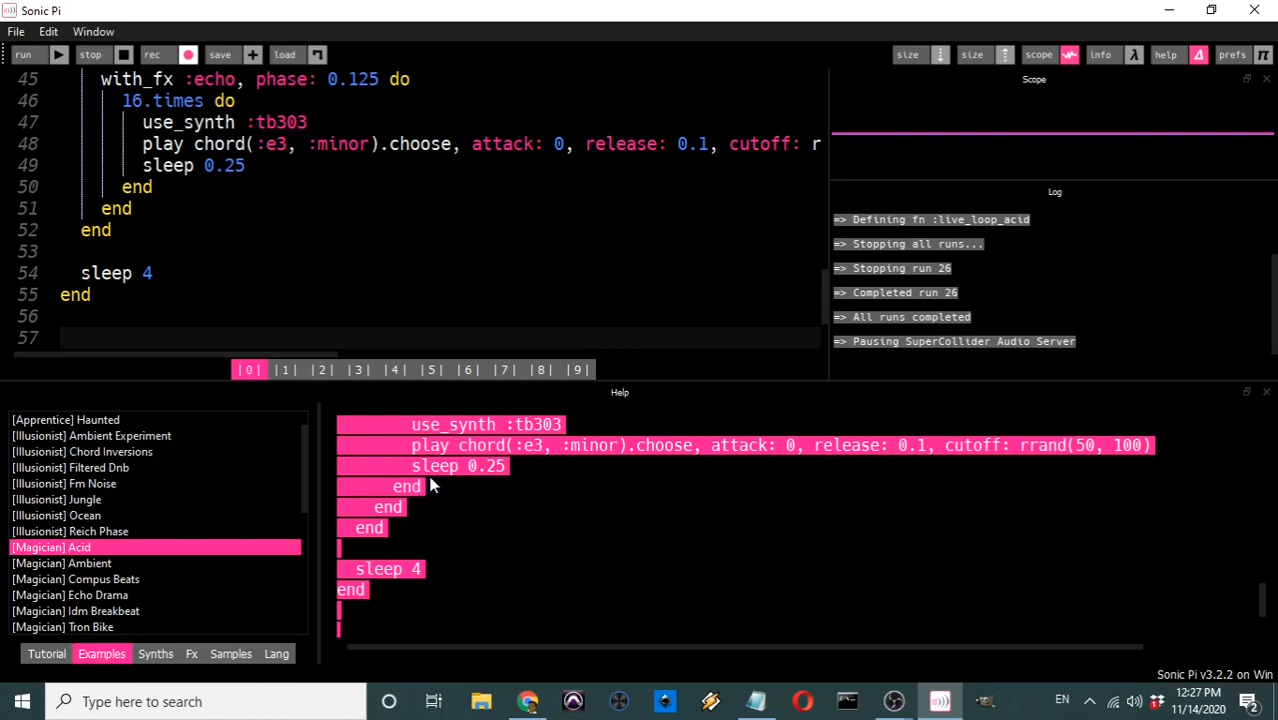 Sonic Pi
File Edit Window
run stop rec save load size size scope info help prefs
45 with_fx :echo, phase: 0.125 do
46 16.times do
47 use_synth :tb303
48 play chord(:e3, :minor).choose, attack: 0, release: 0.1, cutoff: r
49 sleep 0.25
50 end
51 end
52 end
53
54 sleep 4
55 end
56
57
|0| |1| |2| |3| |4| |5| |6| |7| |8| |9|
Scope
Log
=> Defining fn :live_loop_acid
=> Stopping all runs...
=> Stopping run 26
=> Completed run 26
=> All runs completed
=> Pausing SuperCollider Audio Server
Help
[Apprentice] Haunted
[Illusionist] Ambient Experiment
[Illusionist] Chord Inversions
[Illusionist] Filtered Dnb
[Illusionist] Fm Noise
[Illusionist] Jungle
[Illusionist] Ocean
[Illusionist] Reich Phase
[Magician] Acid
[Magician] Ambient
[Magician] Compus Beats
[Magician] Echo Drama
[Magician] Idm Breakbeat
[Magician] Tron Bike
Tutorial Examples Synths Fx Samples Lang
use_synth :tb303
play chord(:e3, :minor).choose, attack: 0, release: 0.1, cutoff: rrand(50, 100)
sleep 0.25
end
end
end
sleep 4
end
Sonic Pi v3.2.2 on Win
Type here to search
EN
12:27 PM
11/14/2020
2